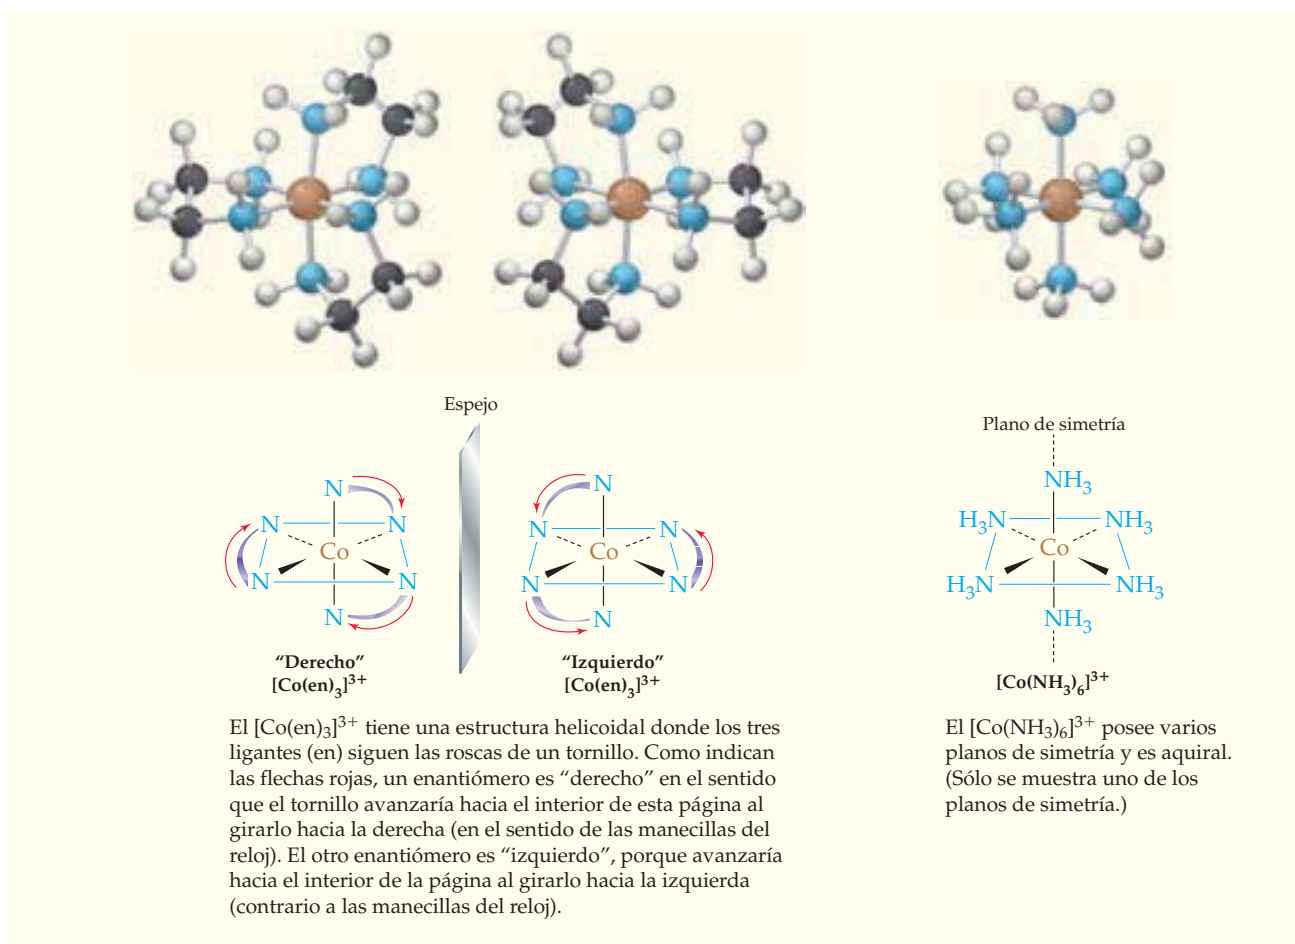 Espejo
N
N
N
Co
N
N
N
"Derecho"
[Co(en)₃]³⁺
N
N
N
Co
N
N
N
"Izquierdo"
[Co(en)₃]³⁺
El [Co(en)₃]³⁺ tiene una estructura helicoidal donde los tres
ligantes (en) siguen las roscas de un tornillo. Como indican
las flechas rojas, un enantiómero es "derecho" en el sentido
que el tornillo avanzaría hacia el interior de esta página al
girarlo hacia la derecha (en el sentido de las manecillas del
reloj). El otro enantiómero es "izquierdo", porque avanzaría
hacia el interior de la página al girarlo hacia la izquierda
(contrario a las manecillas del reloj).
Plano de simetría
NH₃
H₃N
NH₃
Co
H₃N
NH₃
NH₃
[Co(NH₃)₆]³⁺
El [Co(NH₃)₆]³⁺ posee varios
planos de simetría y es aquiral.
(Sólo se muestra uno de los
planos de simetría.)